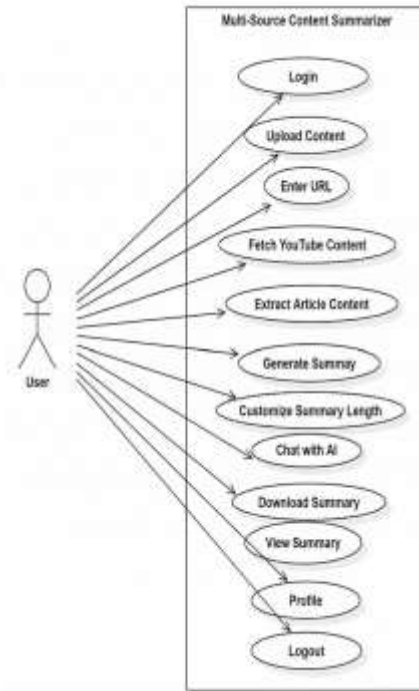 Multi-Source Content Summarizer
Login
Upload Content
Enter URL
Fetch YouTube Content
Extract Article Content
User
Generate Summay
Customize Summary Length
Chat with AI
Download Summary
View Summary
Profile
Logout